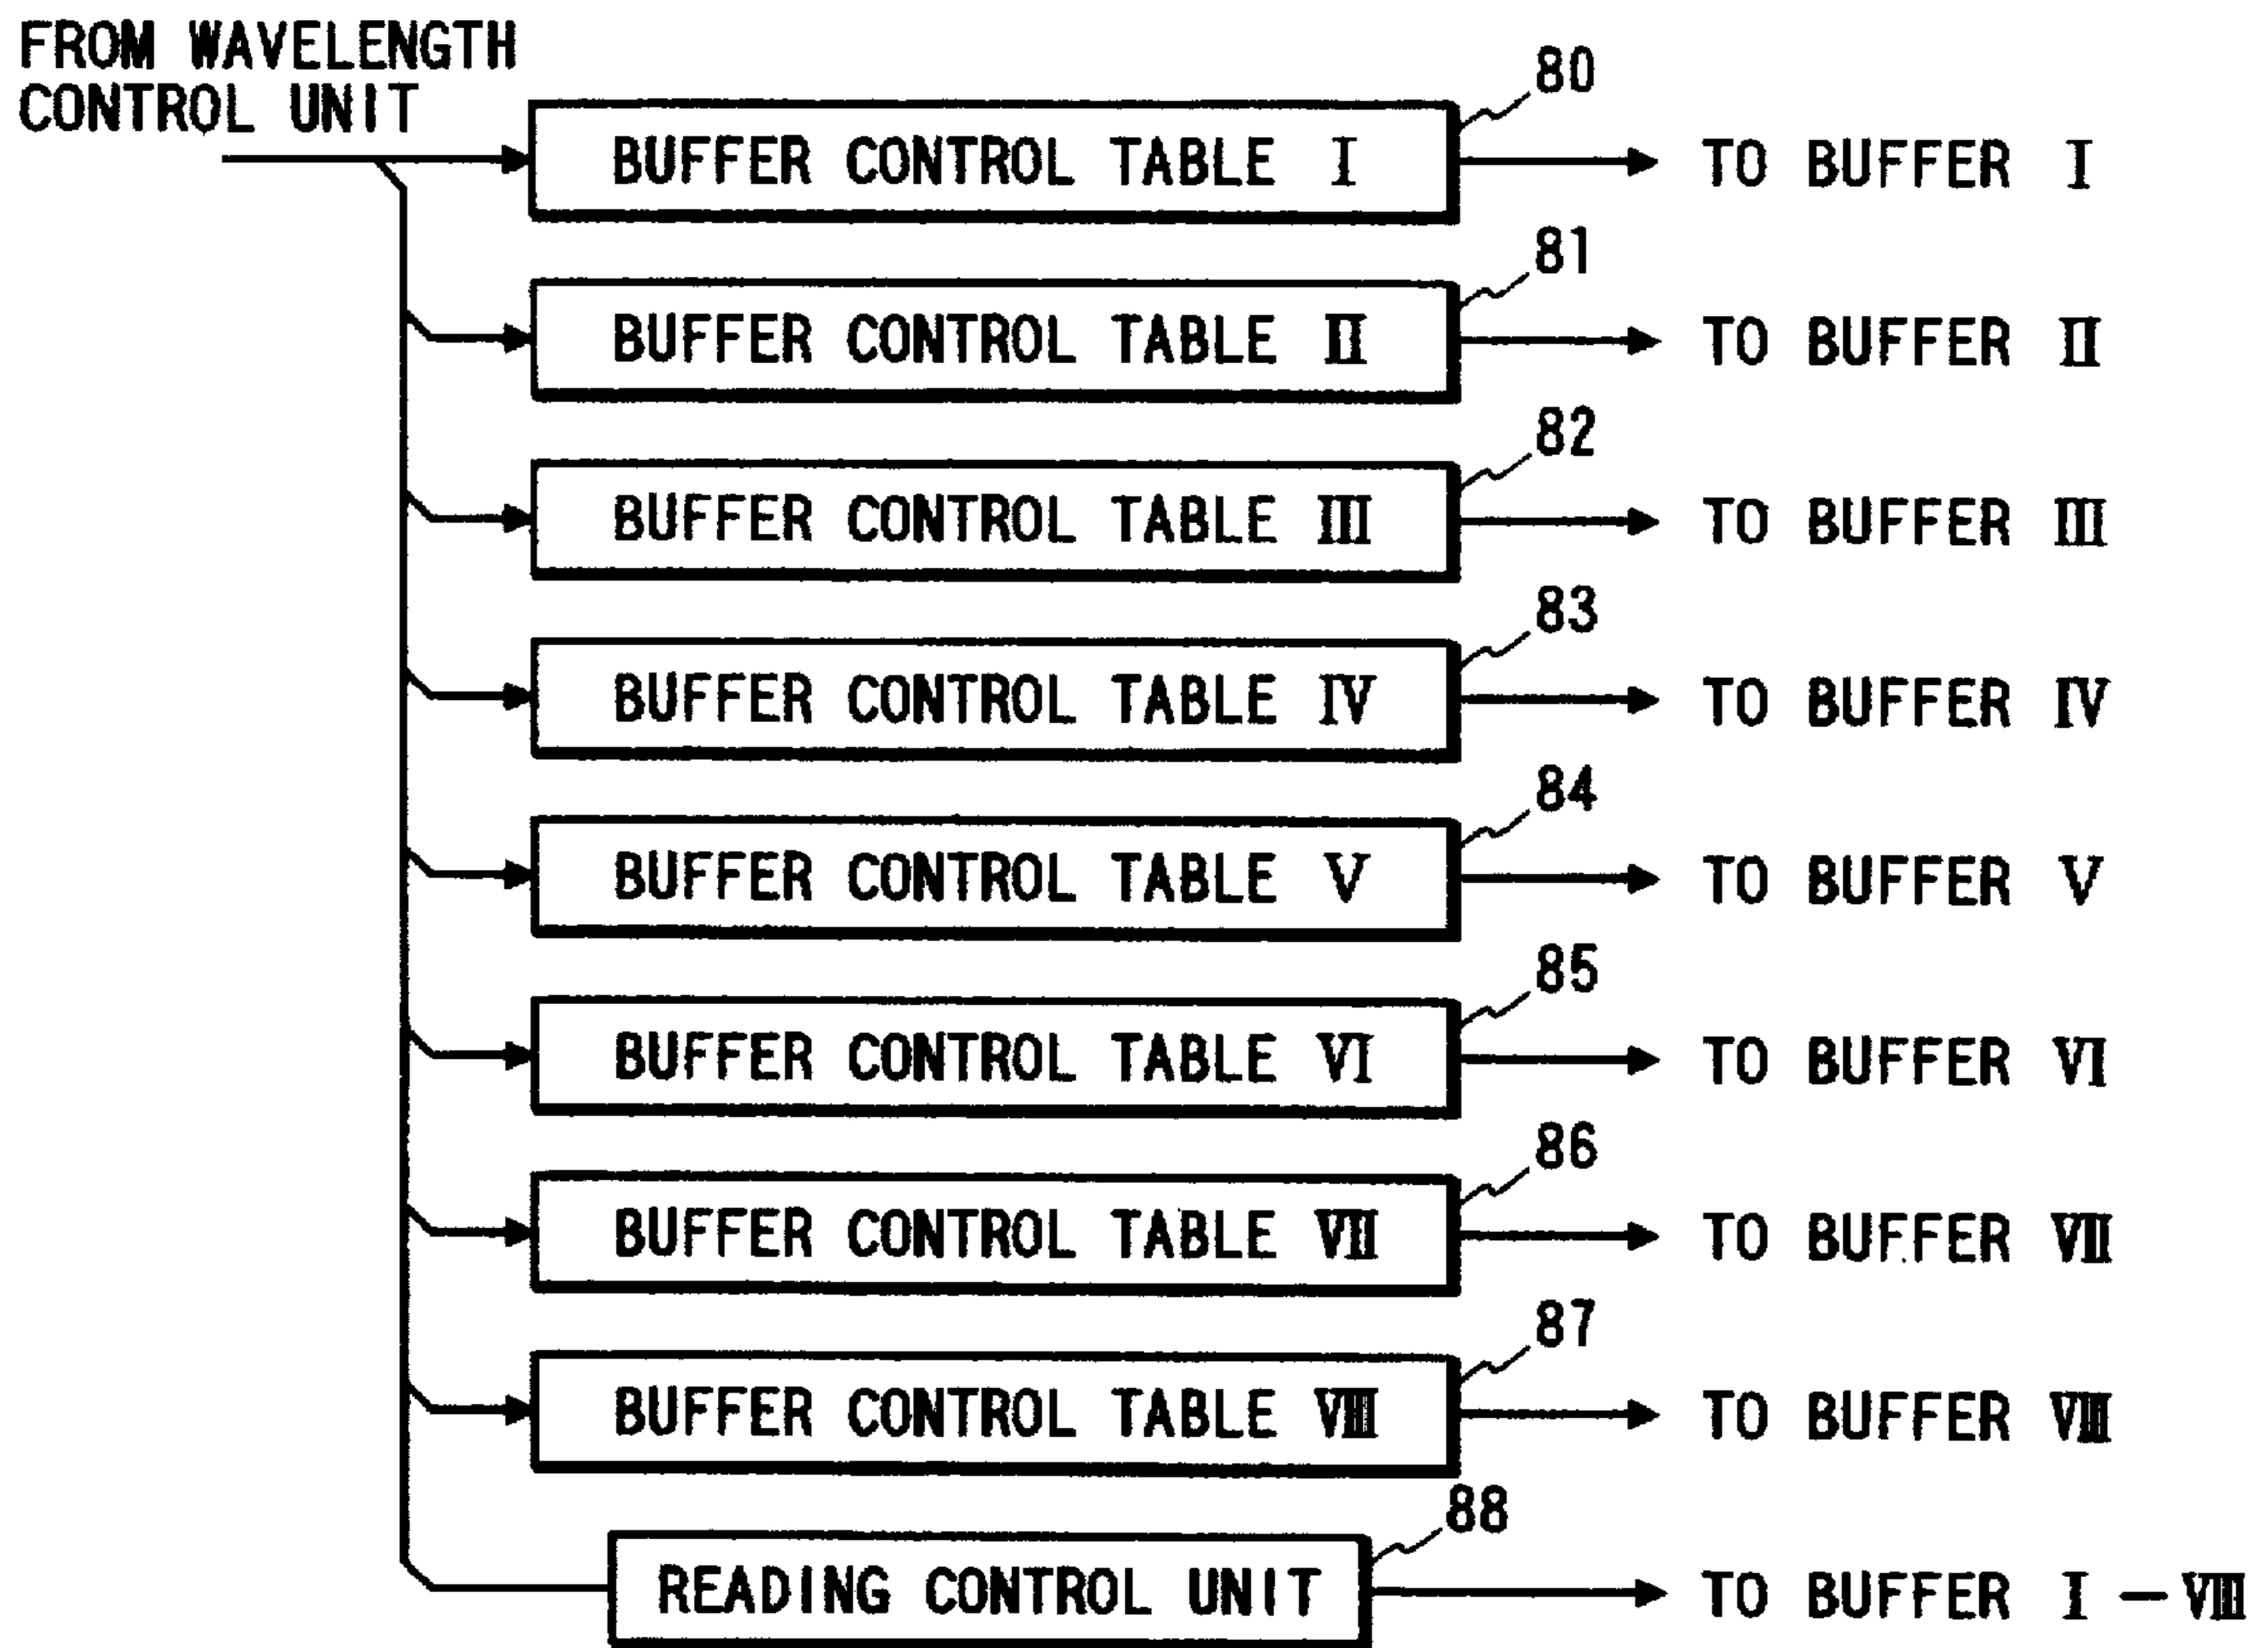 FROM WAVELENGTH
CONTROL UNIT
80
BUFFER CONTROL TABLE I
TO BUFFER I
81
BUFFER CONTROL TABLE II
TO BUFFER II
82
BUFFER CONTROL TABLE III
TO BUFFER III
83
BUFFER CONTROL TABLE IV
TO BUFFER IV
84
BUFFER CONTROL TABLE V
TO BUFFER V
85
BUFFER CONTROL TABLE VI
TO BUFFER VI
86
BUFFER CONTROL TABLE VII
TO BUFFER VII
87
BUFFER CONTROL TABLE VIII
TO BUFFER VIII
88
READING CONTROL UNIT
TO BUFFER I - VIII